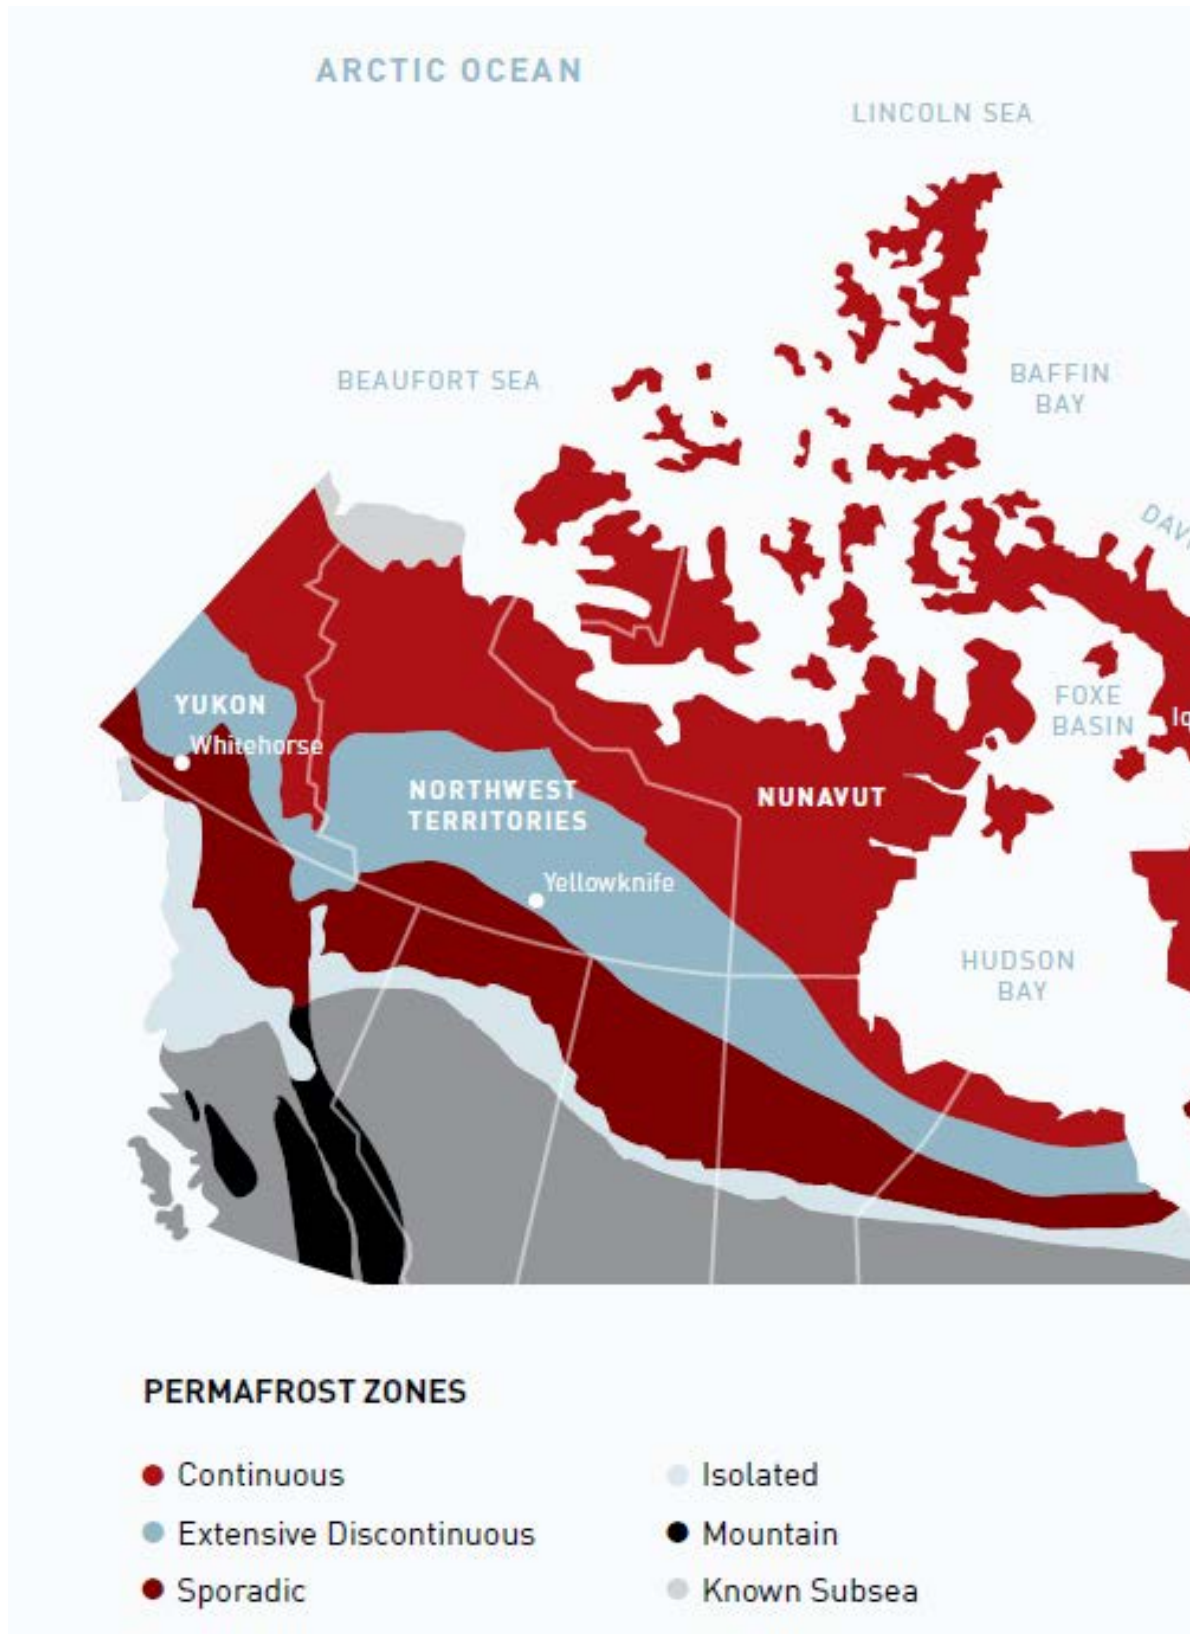 ARCTIC OCEAN
LINCOLN SEA
BEAUFORT SEA
BAFFIN
BAY
YUKON
Whitehorse
FOXE
BASIN
NORTHWEST
TERRITORIES
NUNAVUT
Yellowknife
HUDSON
BAY
PERMAFROST ZONES
Continuous
Extensive Discontinuous
Sporadic
Isolated
Mountain
Known Subsea